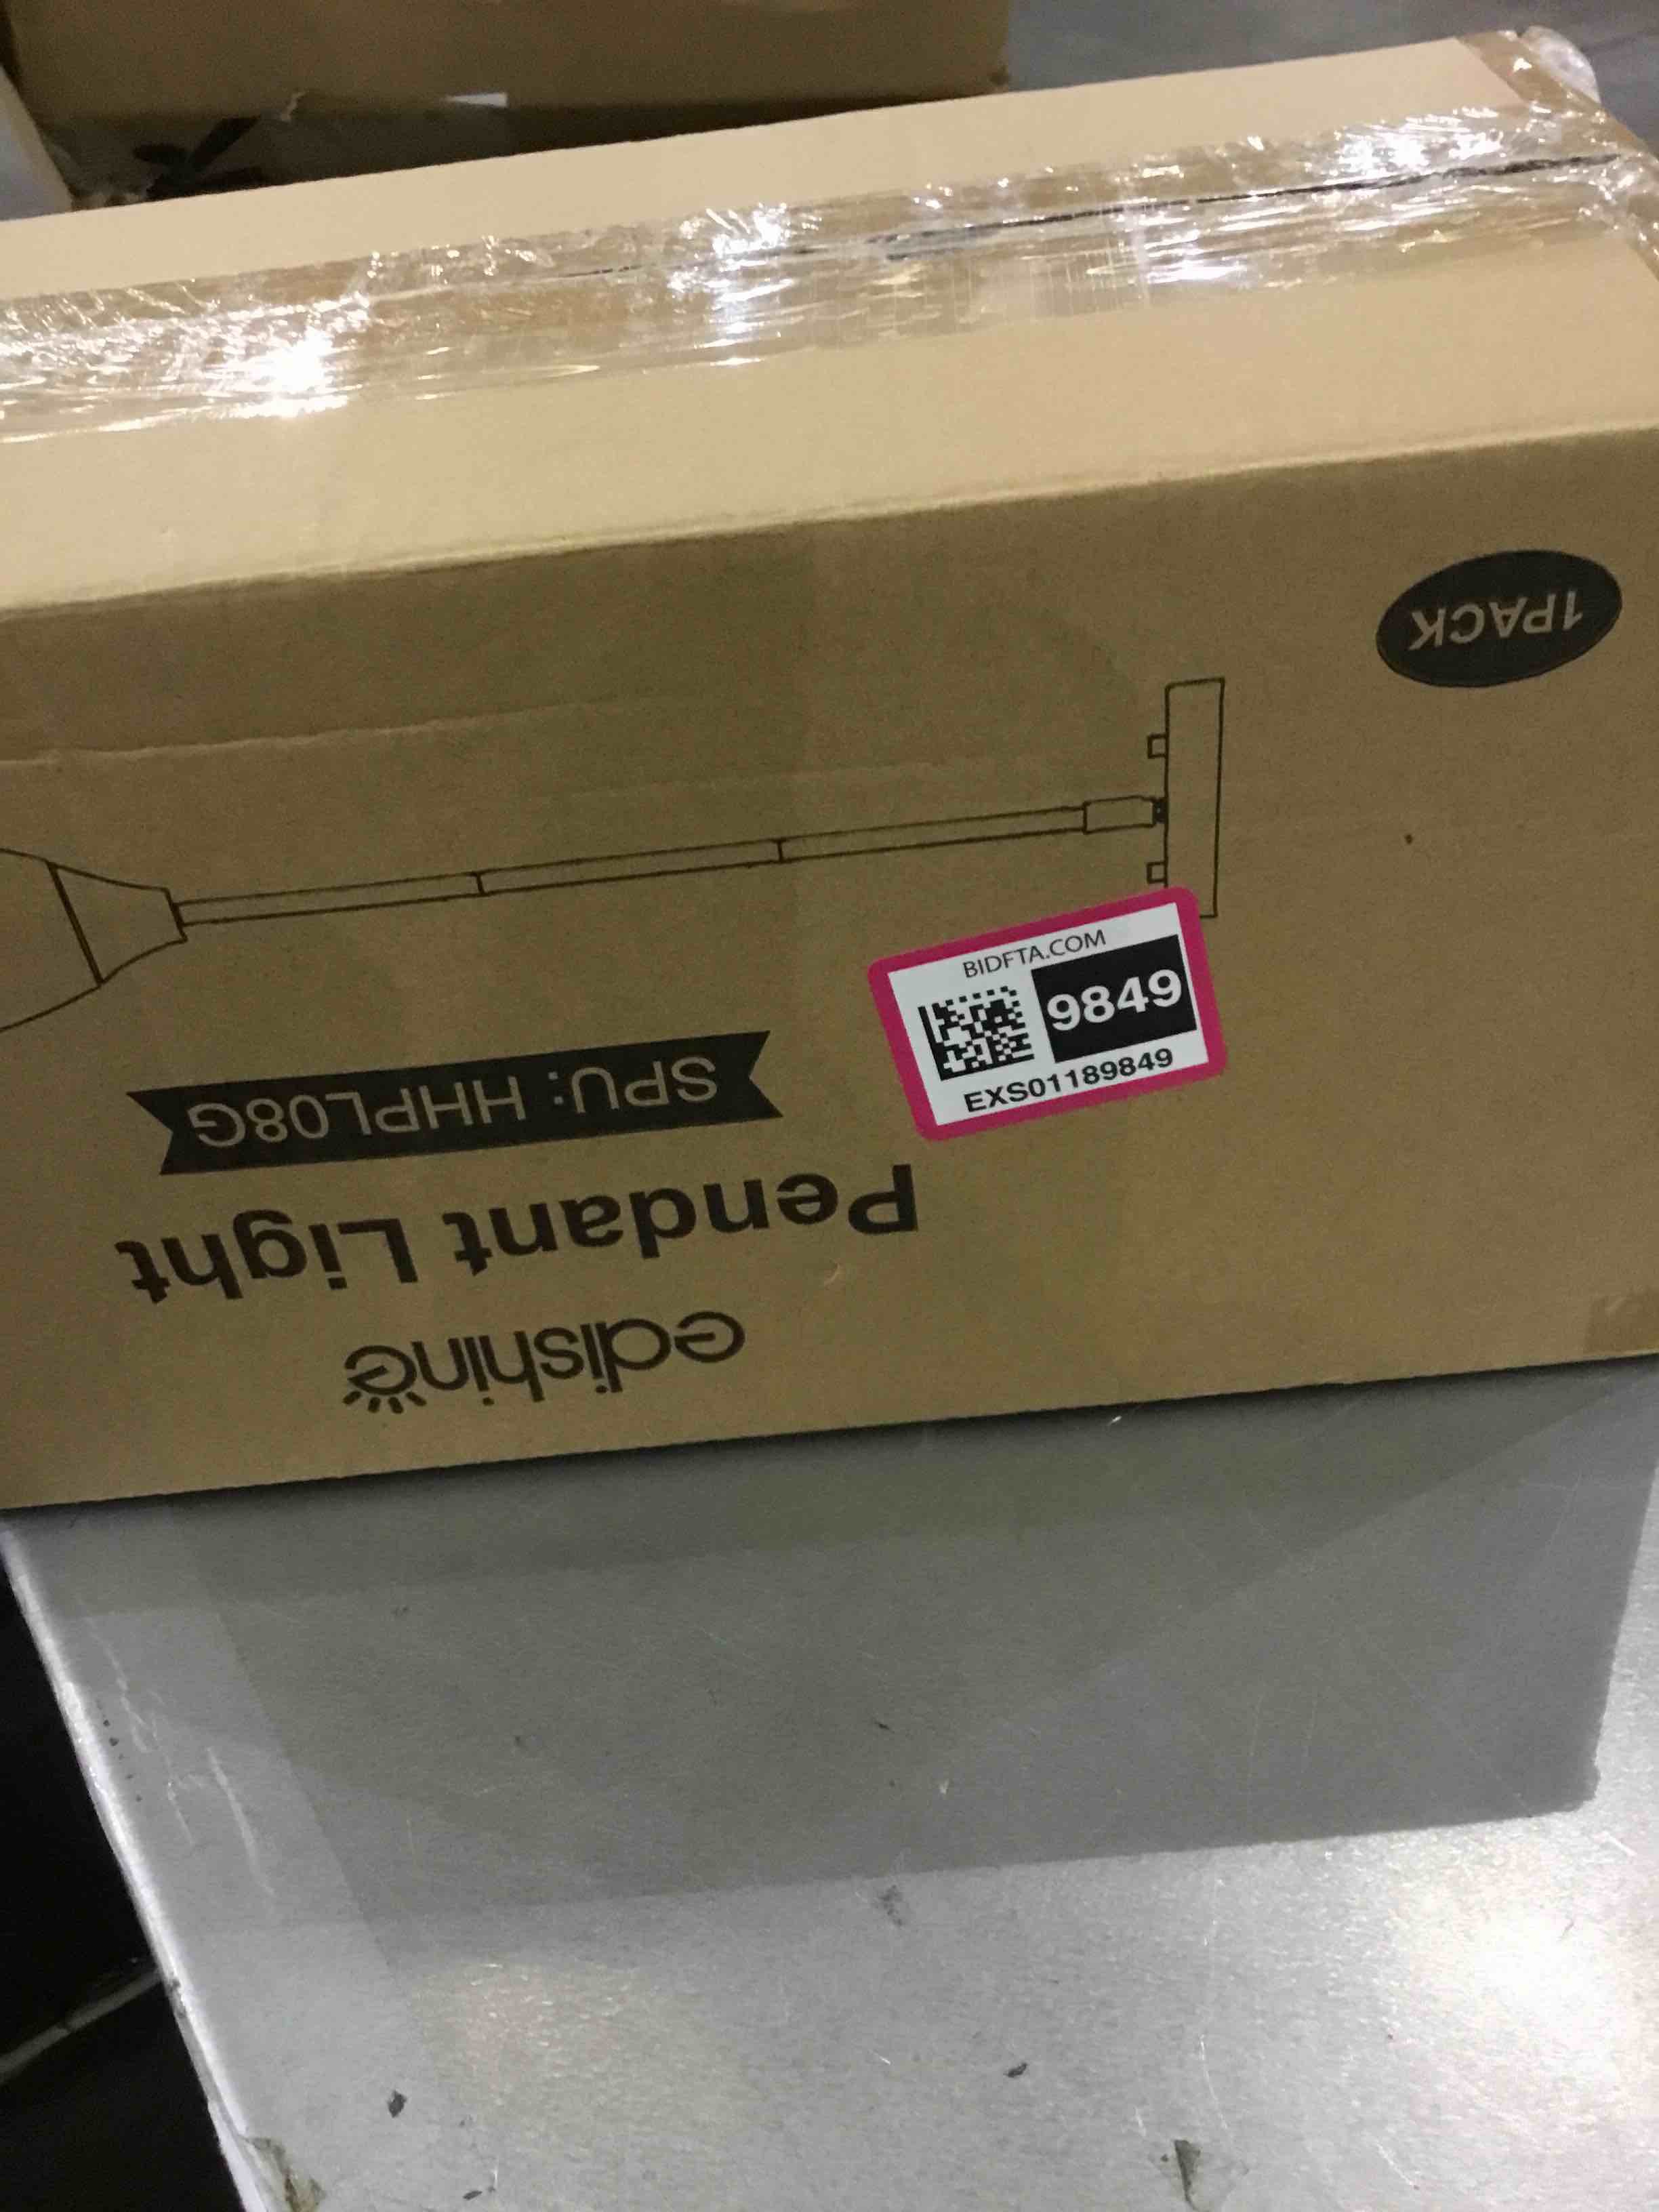 edishine
Pendant Light
SPU: HHPL08G
1PACK
BIDFTA.COM
9849
EXS01189849